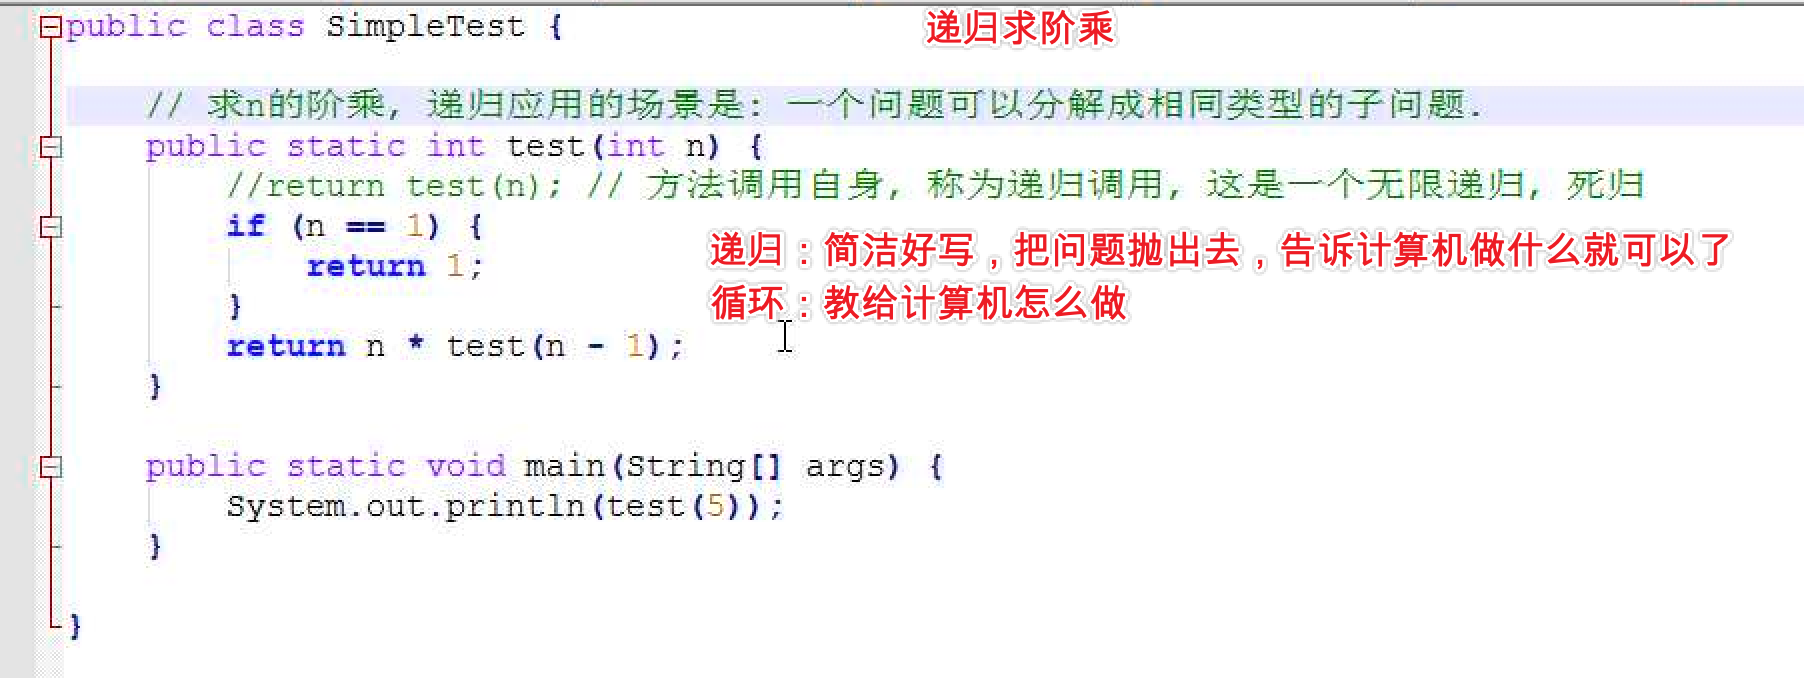 public class SimpleTest {
递归求阶乘
// 求n的阶乘, 递归应用的场景是: 一个问题可以分解成相同类型的子问题.
public static int test(int n) {
//return test(n); // 方法调用自身, 称为递归调用, 这是一个无限递归, 死归
if (n == 1) {
return 1;
}
递归：简洁好写，把问题抛出去，告诉计算机做什么就可以了
循环：教给计算机怎么做
return n * test(n - 1);
}
public static void main(String[] args) {
System.out.println(test(5));
}
}